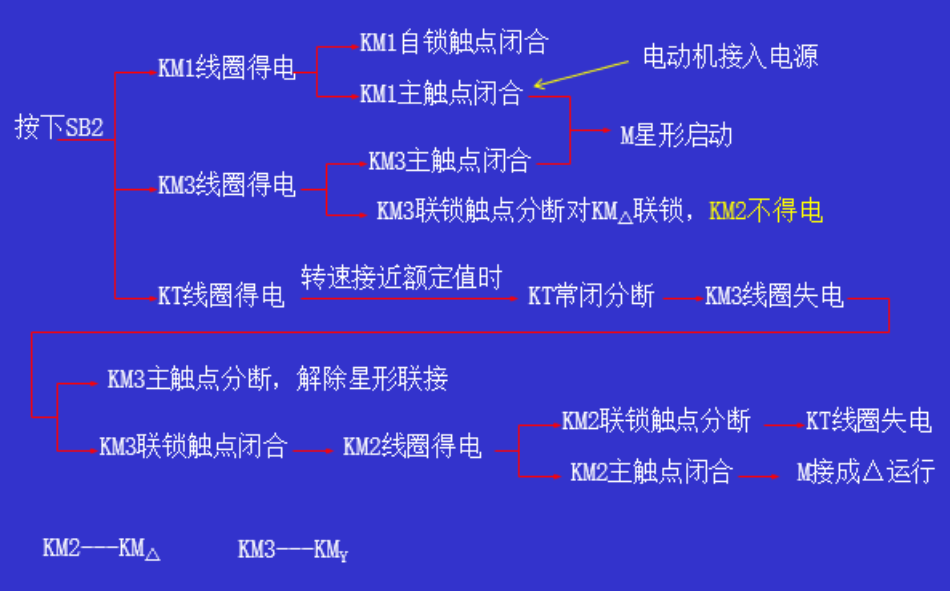 KM1自锁触点闭合
电动机接入电源
KM1线圈得电
KM1主触点闭合
按下SB2
M星形启动
KM3主触点闭合
KM3线圈得电
KM3联锁触点分断对KM△联锁，KM2不得电
转速接近额定值时
KT线圈得电
KT常闭分断
KM3线圈失电
KM3主触点分断，解除星形联接
KM2联锁触点分断
KT线圈失电
KM3联锁触点闭合
KM2线圈得电
KM2主触点闭合
M接成△运行
KM2---KM△
KM3---KMY